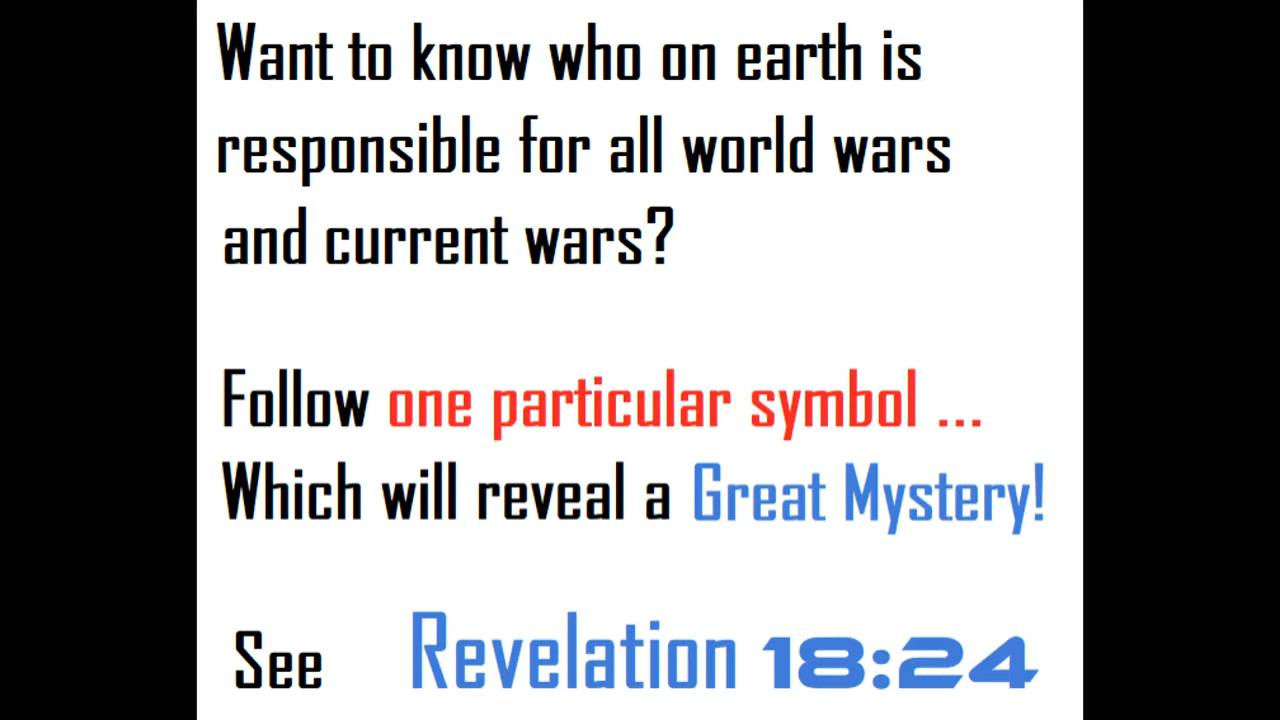 Want to know who on earth is
responsible for all world wars
and current wars?
Follow one particular symbol ...
Which will reveal a Great Mystery!
See Revelation 18:24